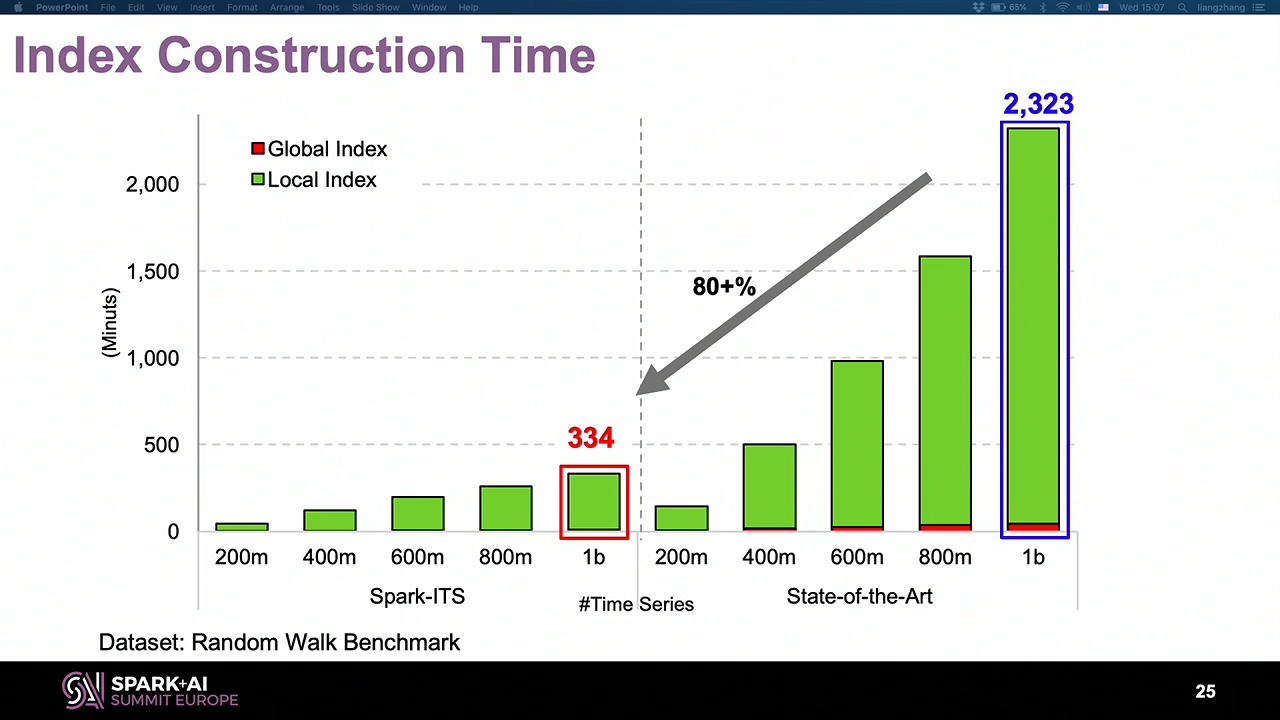 PowerPoint File Edit View Insert Format Arrange Tools Slide Show Window Help 65% Wed 15:07 liangzhang
Index Construction Time
2,323
Global Index
Local Index
2,000
1,500
80+%
(Minuts)
1,000
334
500
0
200m 400m 600m 800m 1b 200m 400m 600m 800m 1b
Spark-ITS #Time Series State-of-the-Art
Dataset: Random Walk Benchmark
SPARK+AI
SUMMIT EUROPE
25